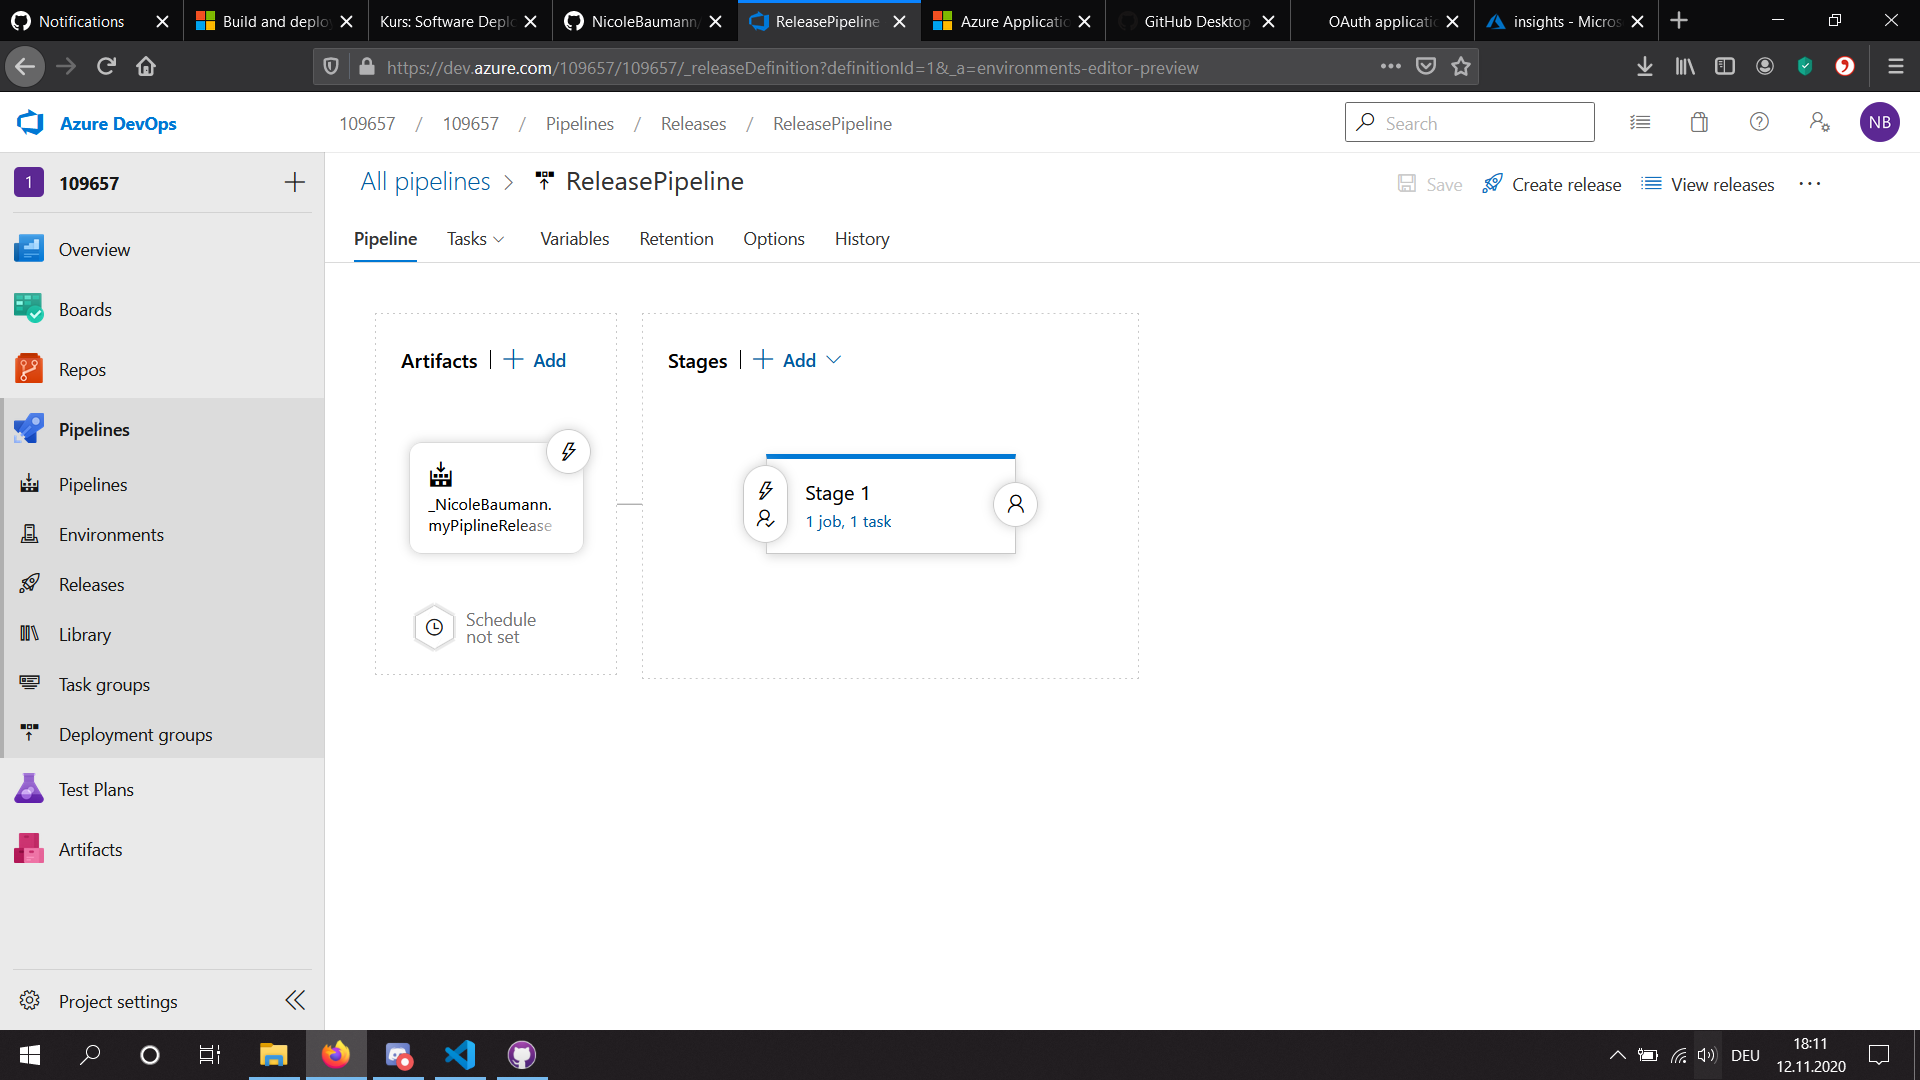 Notifications
Build and deploy
Kurs: Software Deplo
NicoleBaumann/
ReleasePipeline
Azure Applicatio
GitHub Desktop
OAuth applicatio
insights - Micros
https://dev.azure.com/109657/109657/_releaseDefinition?definitionId=1&_a=environments-editor-preview
Azure DevOps
109657 / 109657 / Pipelines / Releases / ReleasePipeline
Search
NB
1 109657
All pipelines > ReleasePipeline
Save
Create release
View releases
Pipeline Tasks Variables Retention Options History
Overview
Boards
Repos
Pipelines
Pipelines
Environments
Releases
Library
Task groups
Deployment groups
Test Plans
Artifacts
Project settings
Artifacts | + Add
_NicoleBaumann.
myPiplineRelease
Schedule
not set
Stages | + Add
Stage 1
1 job, 1 task
DEU
18:11
12.11.2020